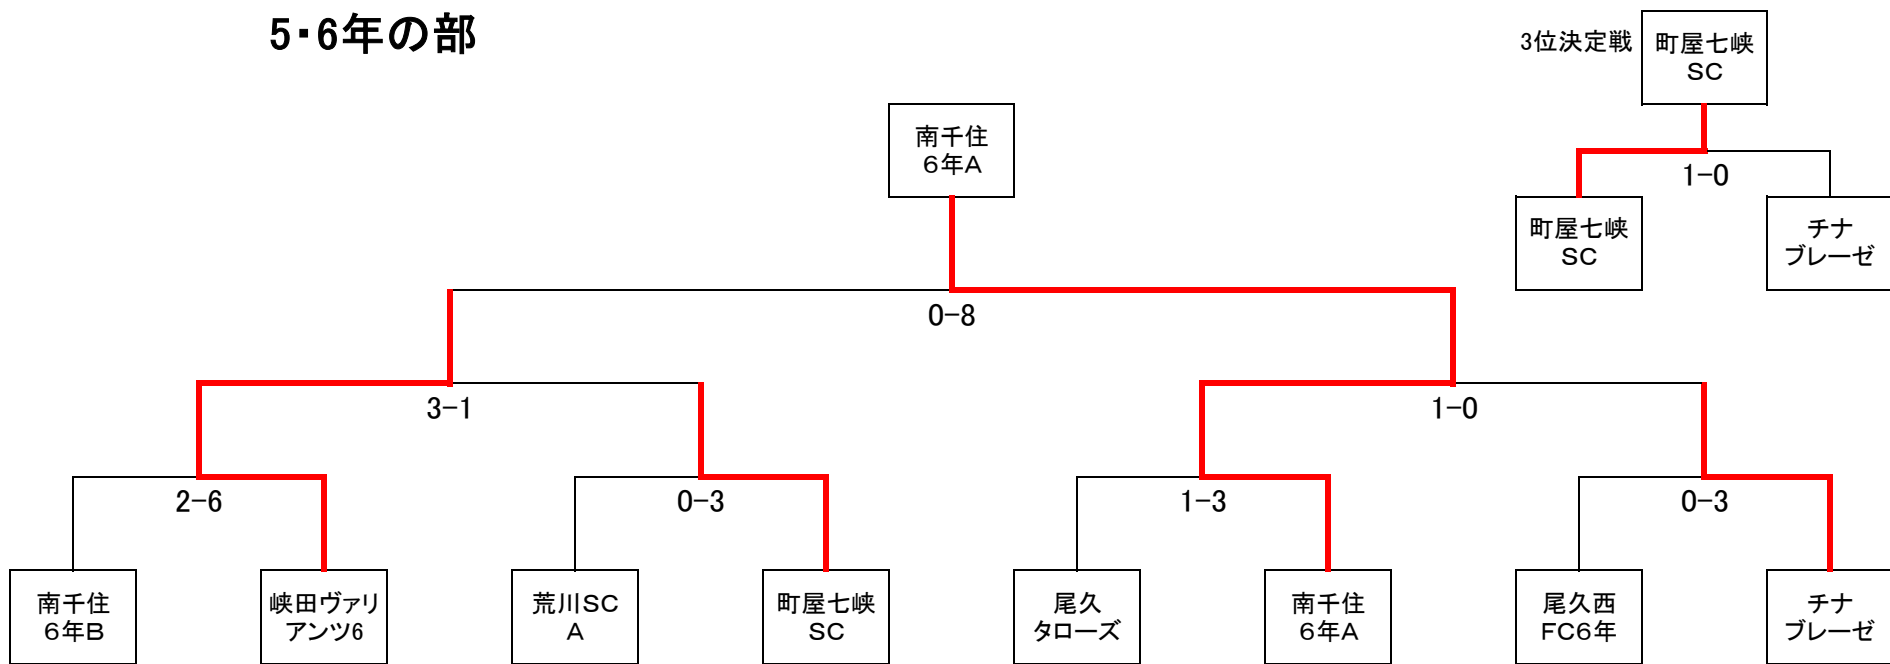 5・6年の部
3位決定戦
町屋七峡
SC
南千住
6年A
1-0
町屋七峡
SC
チナ
ブレーゼ
0-8
3-1
1-0
2-6
0-3
1-3
0-3
南千住
6年B
峡田ヴァリ
アンツ6
荒川SC
A
町屋七峡
SC
尾久
タローズ
南千住
6年A
尾久西
FC6年
チナ
ブレーゼ